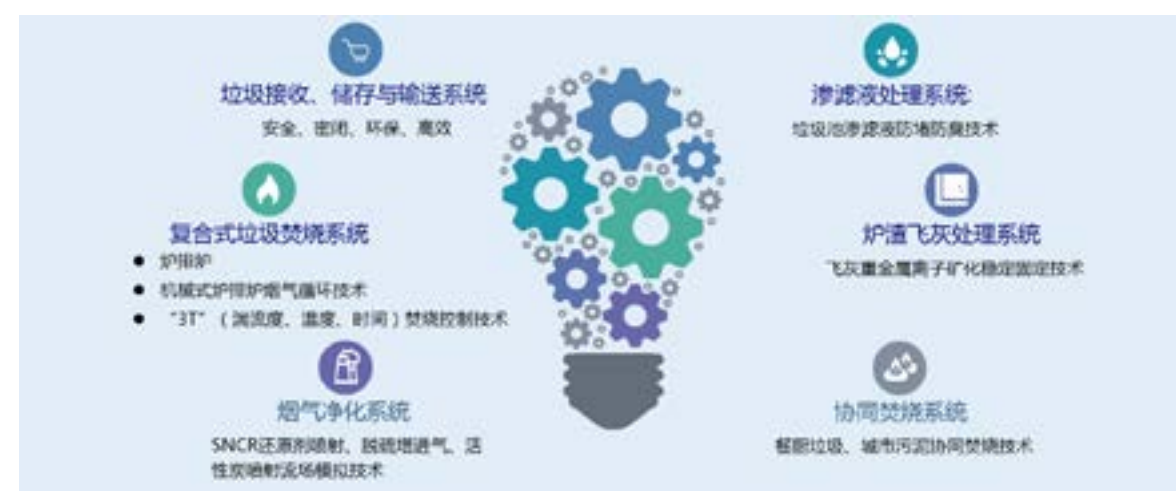 垃圾接收、储存与输送系统
安全、密闭、环保、高效
复合式垃圾焚烧系统
● 炉排炉
● 机械式炉排炉烟气循环技术
● “3T”（湍流度、温度、时间）焚烧控制技术
烟气净化系统
SNCR还原剂喷射、脱硫增进气、活
性炭喷射流场模拟技术
渗滤液处理系统
垃圾池渗滤液防堵防臭技术
炉渣飞灰处理系统
飞灰重金属离子矿化稳定固定技术
协同焚烧系统
餐厨垃圾、城市污泥协同焚烧技术